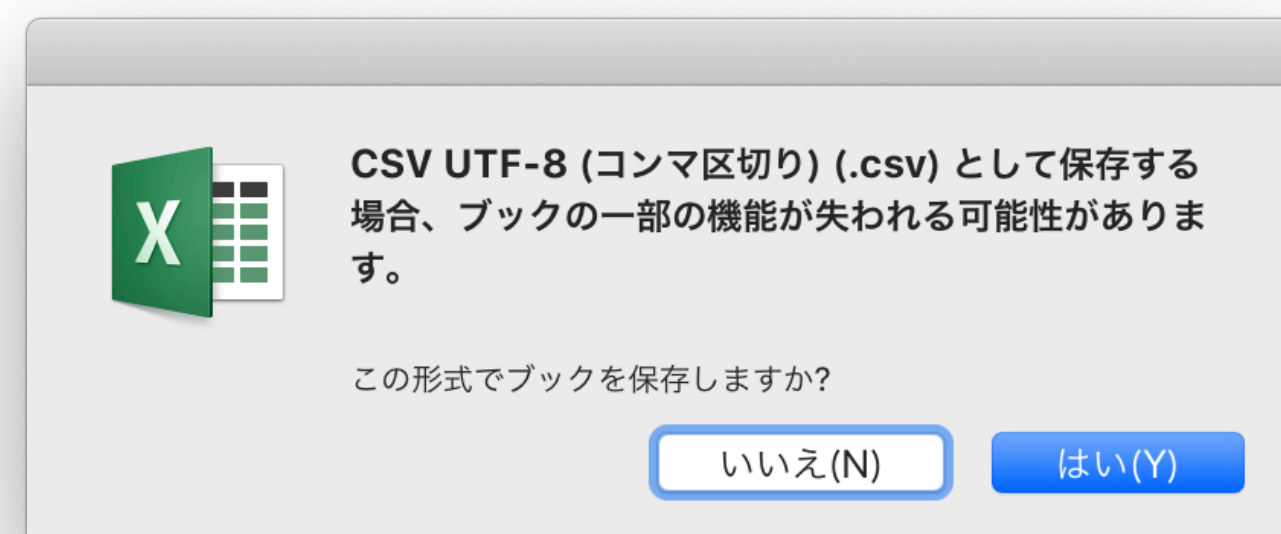 CSV UTF-8 (コンマ区切り) (.csv) として保存する
場合、ブックの一部の機能が失われる可能性がありま
す。
この形式でブックを保存しますか?
いいえ(N) はい(Y)
X